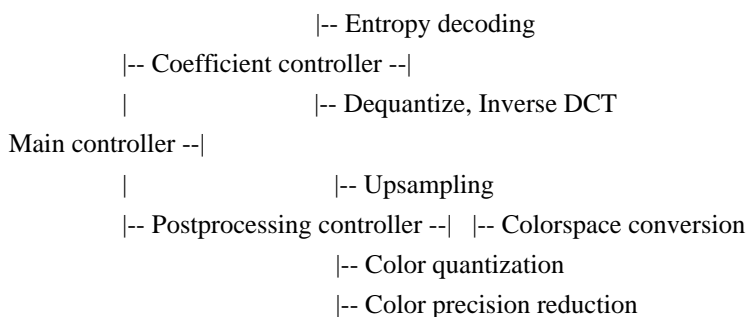 |-- Entropy decoding
|-- Coefficient controller --|
| |-- Dequantize, Inverse DCT
Main controller --|
| |-- Upsampling
|-- Postprocessing controller --| |-- Colorspace conversion
|-- Color quantization
|-- Color precision reduction